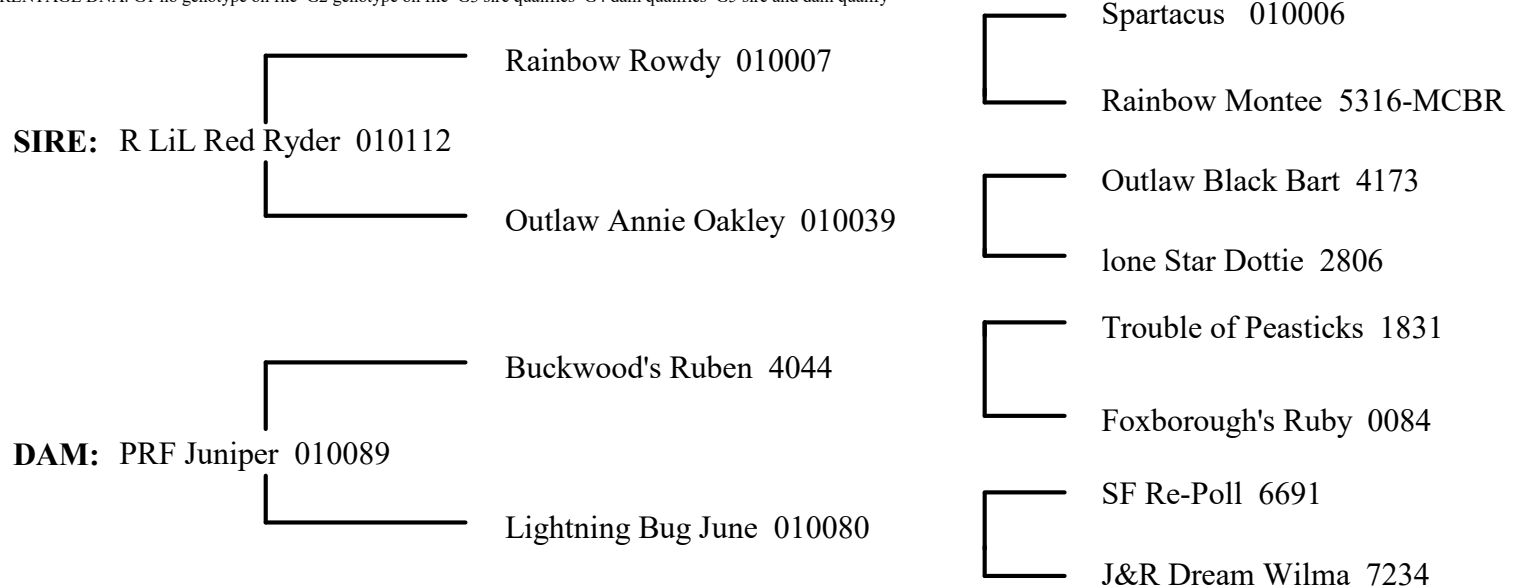 PARENTAGE DNA: G1 no genotype on file G2 genotype on file G3 sire qualifies G4 dam qualifies G5 sire and dam qualify
Spartacus 010006
Rainbow Rowdy 010007
Rainbow Montee 5316-MCBR
SIRE: R LiL Red Ryder 010112
Outlaw Black Bart 4173
Outlaw Annie Oakley 010039
lone Star Dottie 2806
Trouble of Peasticks 1831
Buckwood's Ruben 4044
Foxborough's Ruby 0084
DAM: PRF Juniper 010089
SF Re-Poll 6691
Lightning Bug June 010080
J&R Dream Wilma 7234